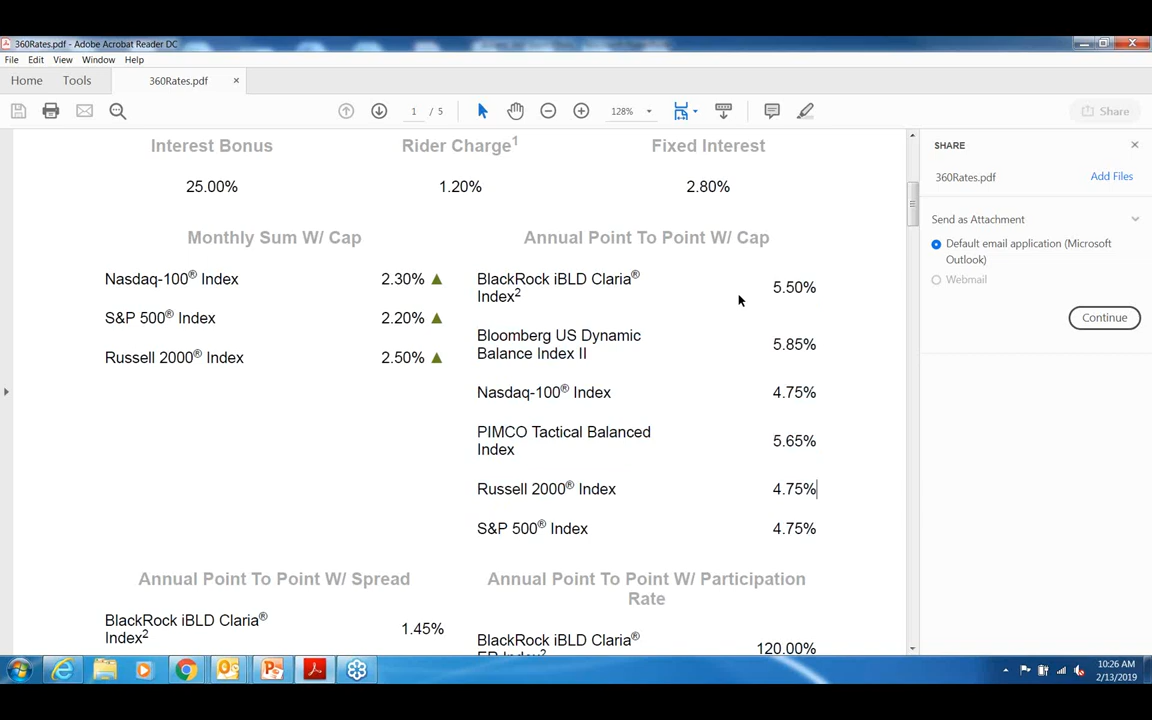 360Rates.pdf - Adobe Acrobat Reader DC
File Edit View Window Help
Home Tools 360Rates.pdf ×
1 / 5 128% Share
Interest Bonus Rider Charge1 Fixed Interest
25.00% 1.20% 2.80%
Monthly Sum W/ Cap
Nasdaq-100® Index 2.30% ▲
S&P 500® Index 2.20% ▲
Russell 2000® Index 2.50% ▲
Annual Point To Point W/ Cap
BlackRock iBLD Claria®
Index2 5.50%
Bloomberg US Dynamic
Balance Index II 5.85%
Nasdaq-100® Index 4.75%
PIMCO Tactical Balanced
Index 5.65%
Russell 2000® Index 4.75%
S&P 500® Index 4.75%
Annual Point To Point W/ Spread
BlackRock iBLD Claria®
Index2 1.45%
Annual Point To Point W/ Participation
Rate
BlackRock iBLD Claria®
ER Index2 120.00%
SHARE
360Rates.pdf Add Files
Send as Attachment
Default email application (Microsoft
Outlook)
Webmail
Continue
10:26 AM
2/13/2019